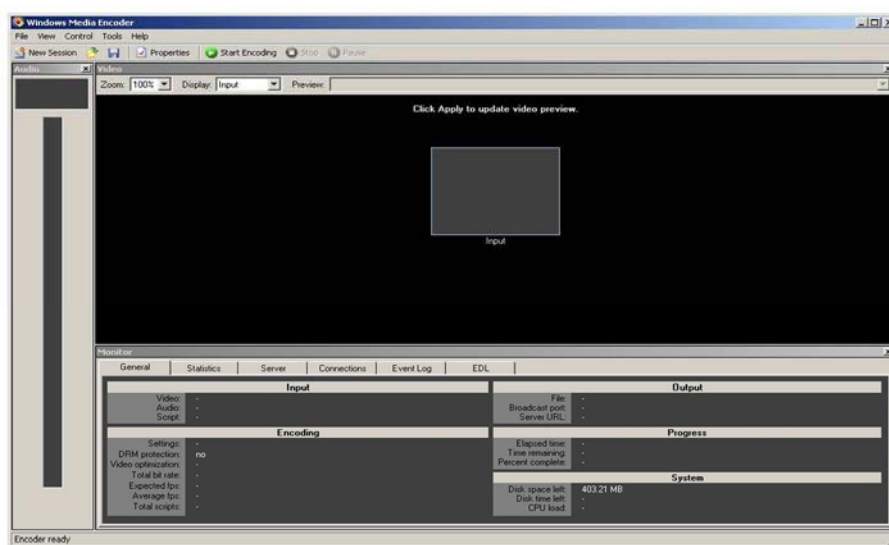 Windows Media Encoder
File View Control Tools Help
New Session Properties Start Encoding Stop Pause
Audio
Video
Zoom: 100% Display: Input Preview:
Click Apply to update video preview.
Input
Monitor
General Statistics Server Connections Event Log EDL
Input
Video: -
Audio: -
Script: -
Encoding
Settings: -
DRM protection: no
Video optimization: -
Total bit rate: -
Expected fps: -
Average fps: -
Total scripts: -
Output
File: -
Broadcast port: -
Server URL: -
Progress
Elapsed time: -
Time remaining: -
Percent complete: -
System
Disk space left: 403.21 MB
Disk time left: -
CPU load: -
Encoder ready